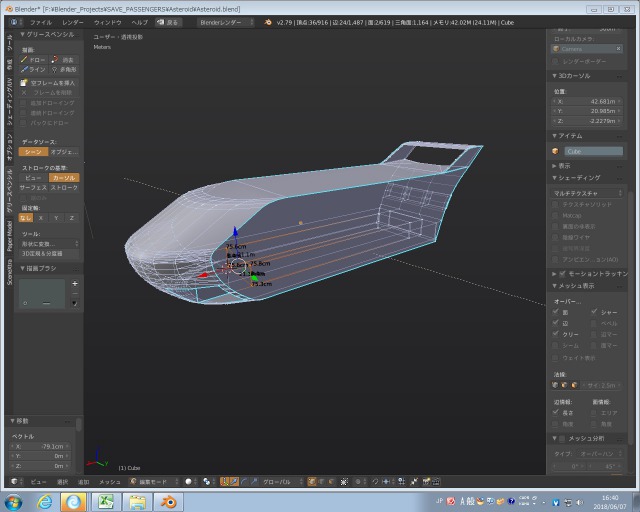 Blender* [F:¥Blender_Projects¥SAVE_PASSENGERS¥Asteroid¥Asteroid.blend]
ファイル レンダー ウィンドウ ヘルプ 戻る Blenderレンダー v2.79 | 頂点:36/916 | 辺:24/1,487 | 面:2/619 | 三角面:1,164 | メモリ:42.02M (24.11M) | Cube
グリースペンシル
描画:
ドロー 消去
ライン 多角形
空フレームを挿入
フレームを削除
追加ドローイング
連続ドローイング
バックにドロー
データソース:
シーン オブジェ...
ストロークの基準:
ビュー カーソル
サーフェス ストローク
固定軸:
なし X Y Z
ツール:
形状に変換...
3D定規&分度器
描画ブラシ
ツール
作成
シェーディング/UV
オプション
グリースペンシル
Paper Model
移動
ベクトル
X: -79.1cm
Y: 0m
Z: 0m
ユーザー・透視投影
Meters
75.6cm
75.3cm
(1) Cube
ローカルカメラ:
Camera
レンダーボーダー
3Dカーソル
位置:
X: 42.681m
Y: 20.985m
Z: -2.2279m
アイテム
Cube
表示
シェーディング
マルチテクスチャ
テクスチャソリッド
Matcap
裏面の非表示
陰線ワイヤ
被写界深度
アンビエン...ョン(AO)
モーショントラッキン
メッシュ表示
オーバー...
面 シャー
辺 ベベル
クリー 辺マー
シーム 面マー
ウェイト表示
法線:
サイ: 2.5m
辺情報: 面情報:
長さ エリア
角度 角度
メッシュ分析
タイプ: オーバーハン
0° 45°
ビュー 選択 追加 メッシュ 編集モード グローバル
JP A 般
16:40
2018/06/07